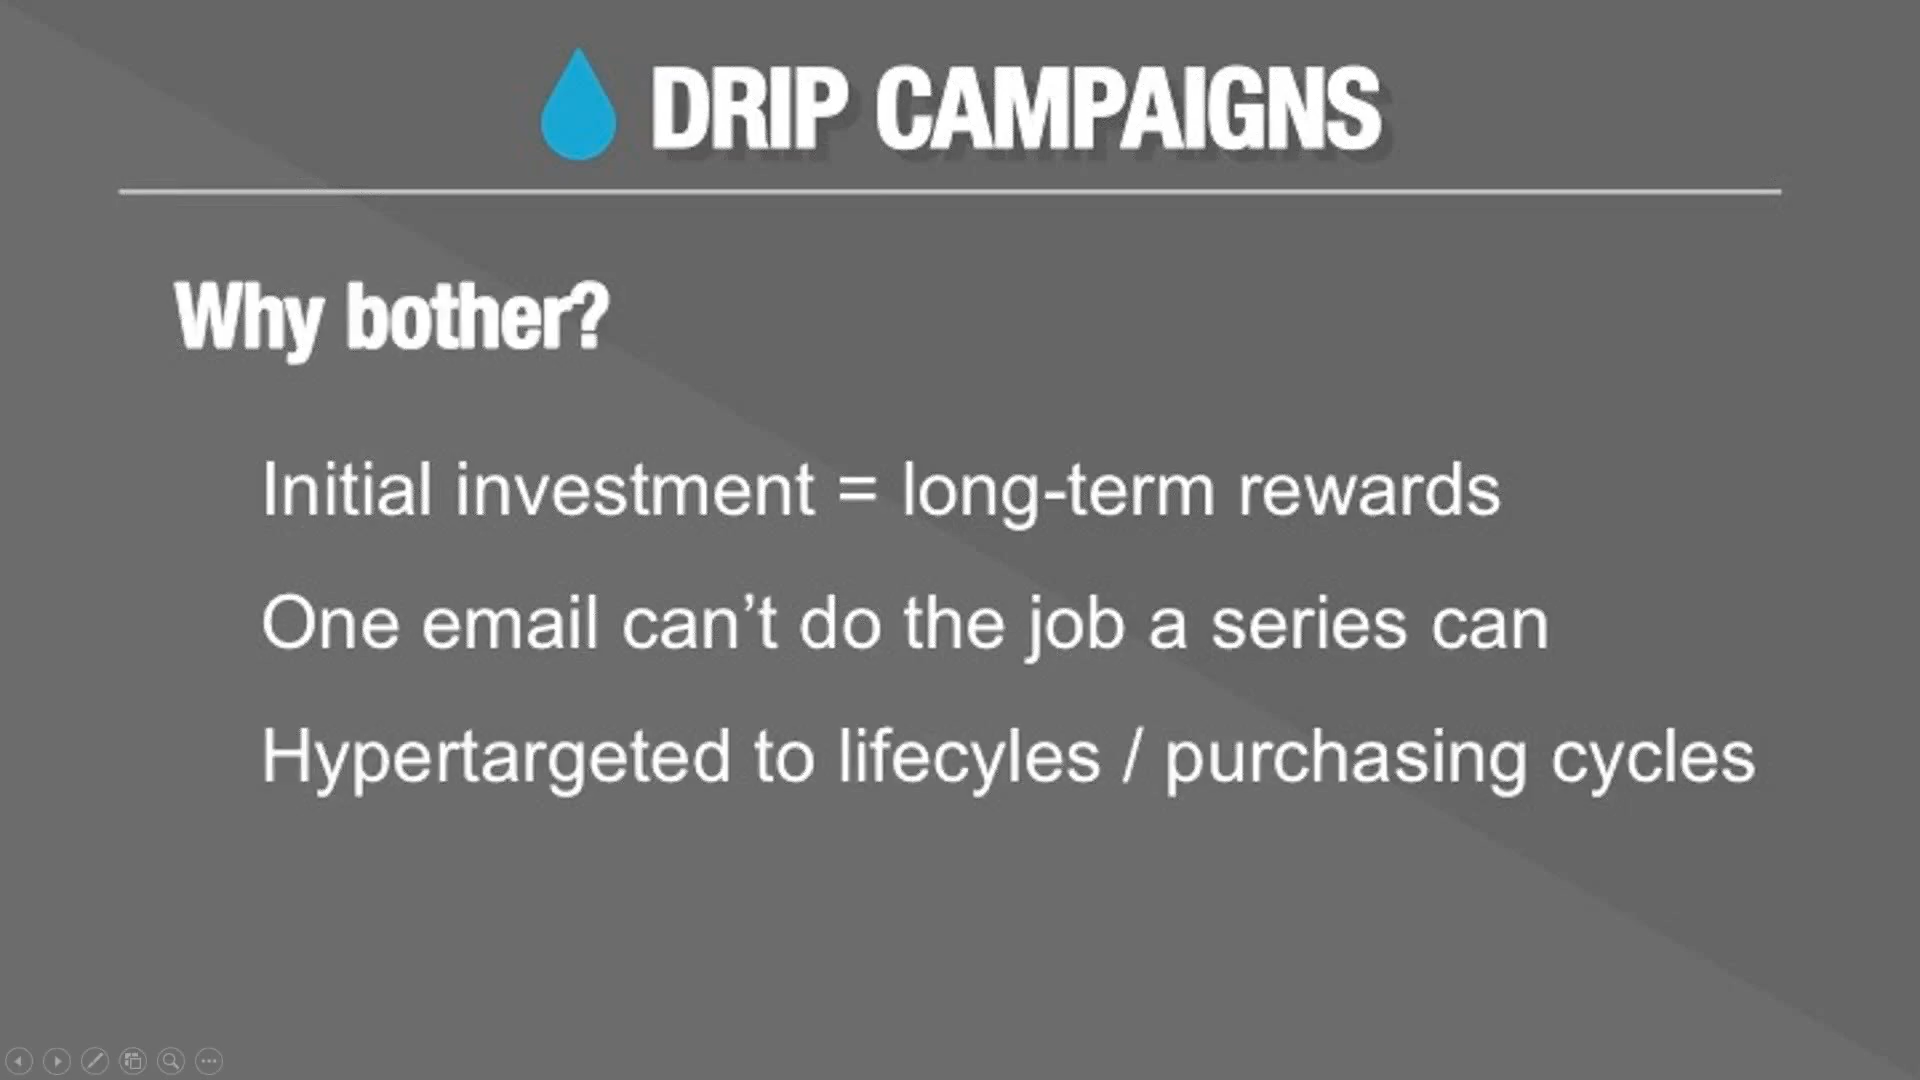 DRIP CAMPAIGNS
Why bother?
Initial investment = long-term rewards
One email can’t do the job a series can
Hypertargeted to lifecyles / purchasing cycles